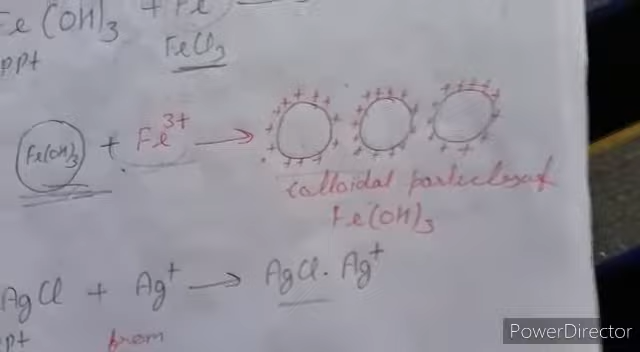 Fe(OH)3 + Fe
ppt FeCl3
Fe(OH)3 + Fe3+ →
colloidal particles of
Fe(OH)3
AgCl + Ag+ → AgCl. Ag+
ppt from
PowerDirector